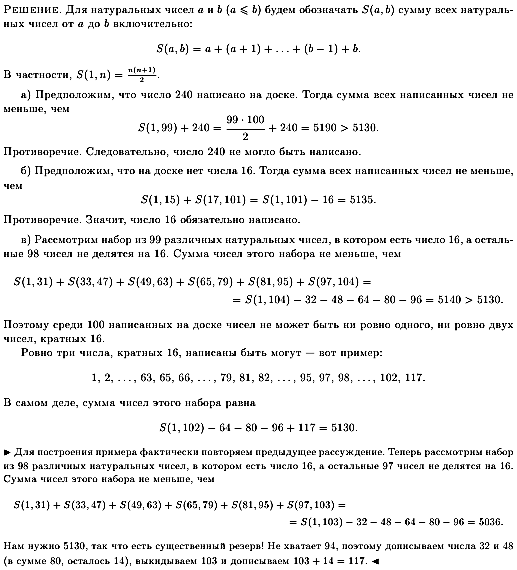 РЕШЕНИЕ. Для натуральных чисел a и b (a ⩽ b) будем обозначать S(a, b) сумму всех натураль-
ных чисел от a до b включительно:
S(a, b) = a + (a + 1) + . . . + (b − 1) + b.
В частности, S(1, n) = n(n+1)/2.
а) Предположим, что число 240 написано на доске. Тогда сумма всех написанных чисел не
меньше, чем
S(1, 99) + 240 = 99 · 100/2 + 240 = 5190 > 5130.
Противоречие. Следовательно, число 240 не могло быть написано.
б) Предположим, что на доске нет числа 16. Тогда сумма всех написанных чисел не меньше,
чем
S(1, 15) + S(17, 101) = S(1, 101) − 16 = 5135.
Противоречие. Значит, число 16 обязательно написано.
в) Рассмотрим набор из 99 различных натуральных чисел, в котором есть число 16, а осталь-
ные 98 чисел не делятся на 16. Сумма чисел этого набора не меньше, чем
S(1, 31) + S(33, 47) + S(49, 63) + S(65, 79) + S(81, 95) + S(97, 104) =
= S(1, 104) − 32 − 48 − 64 − 80 − 96 = 5140 > 5130.
Поэтому среди 100 написанных на доске чисел не может быть ни ровно одного, ни ровно двух
чисел, кратных 16.
Ровно три числа, кратных 16, написаны быть могут — вот пример:
1, 2, . . . , 63, 65, 66, . . . , 79, 81, 82, . . . , 95, 97, 98, . . . , 102, 117.
В самом деле, сумма чисел этого набора равна
S(1, 102) − 64 − 80 − 96 + 117 = 5130.
► Для построения примера фактически повторяем предыдущее рассуждение. Теперь рассмотрим набор
из 98 различных натуральных чисел, в котором есть число 16, а остальные 97 чисел не делятся на 16.
Сумма чисел этого набора не меньше, чем
S(1, 31) + S(33, 47) + S(49, 63) + S(65, 79) + S(81, 95) + S(97, 103) =
= S(1, 103) − 32 − 48 − 64 − 80 − 96 = 5036.
Нам нужно 5130, так что есть существенный резерв! Не хватает 94, поэтому дописываем числа 32 и 48
(в сумме 80, осталось 14), выкидываем 103 и дописываем 103 + 14 = 117. ◄